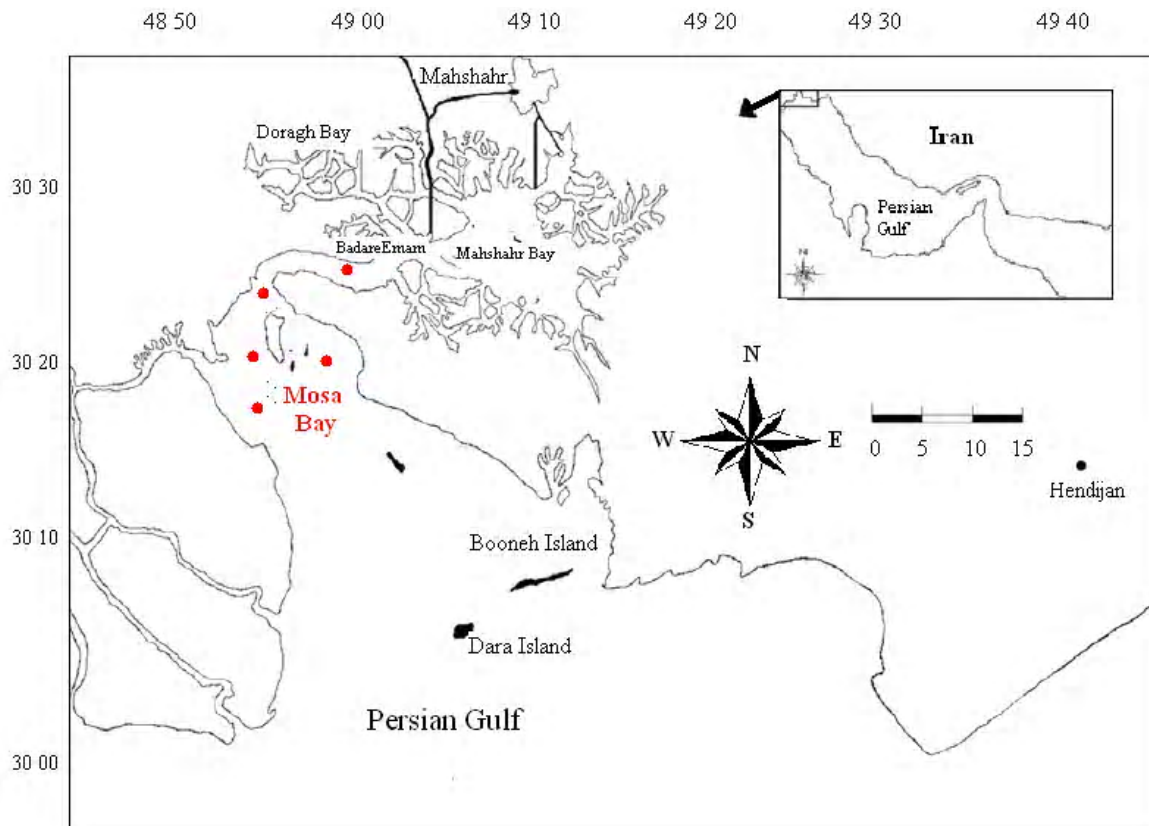 48 50
49 00
49 10
49 20
49 30
49 40
Mahshahr
Doragh Bay
Iran
30 30
Persian
Gulf
BadareEmam
Mahshahr Bay
30 20
N
Mosa
Bay
W
E
0
5
10
15
Hendijan
S
30 10
Booneh Island
Dara Island
Persian Gulf
30 00